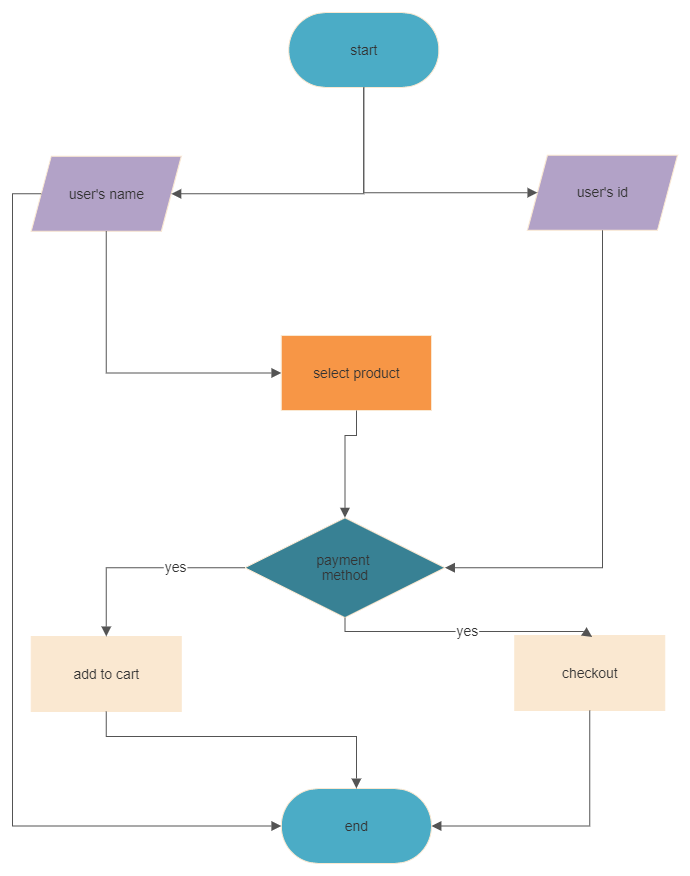 start
user's name
user's id
select product
payment
method
yes
yes
add to cart
checkout
end